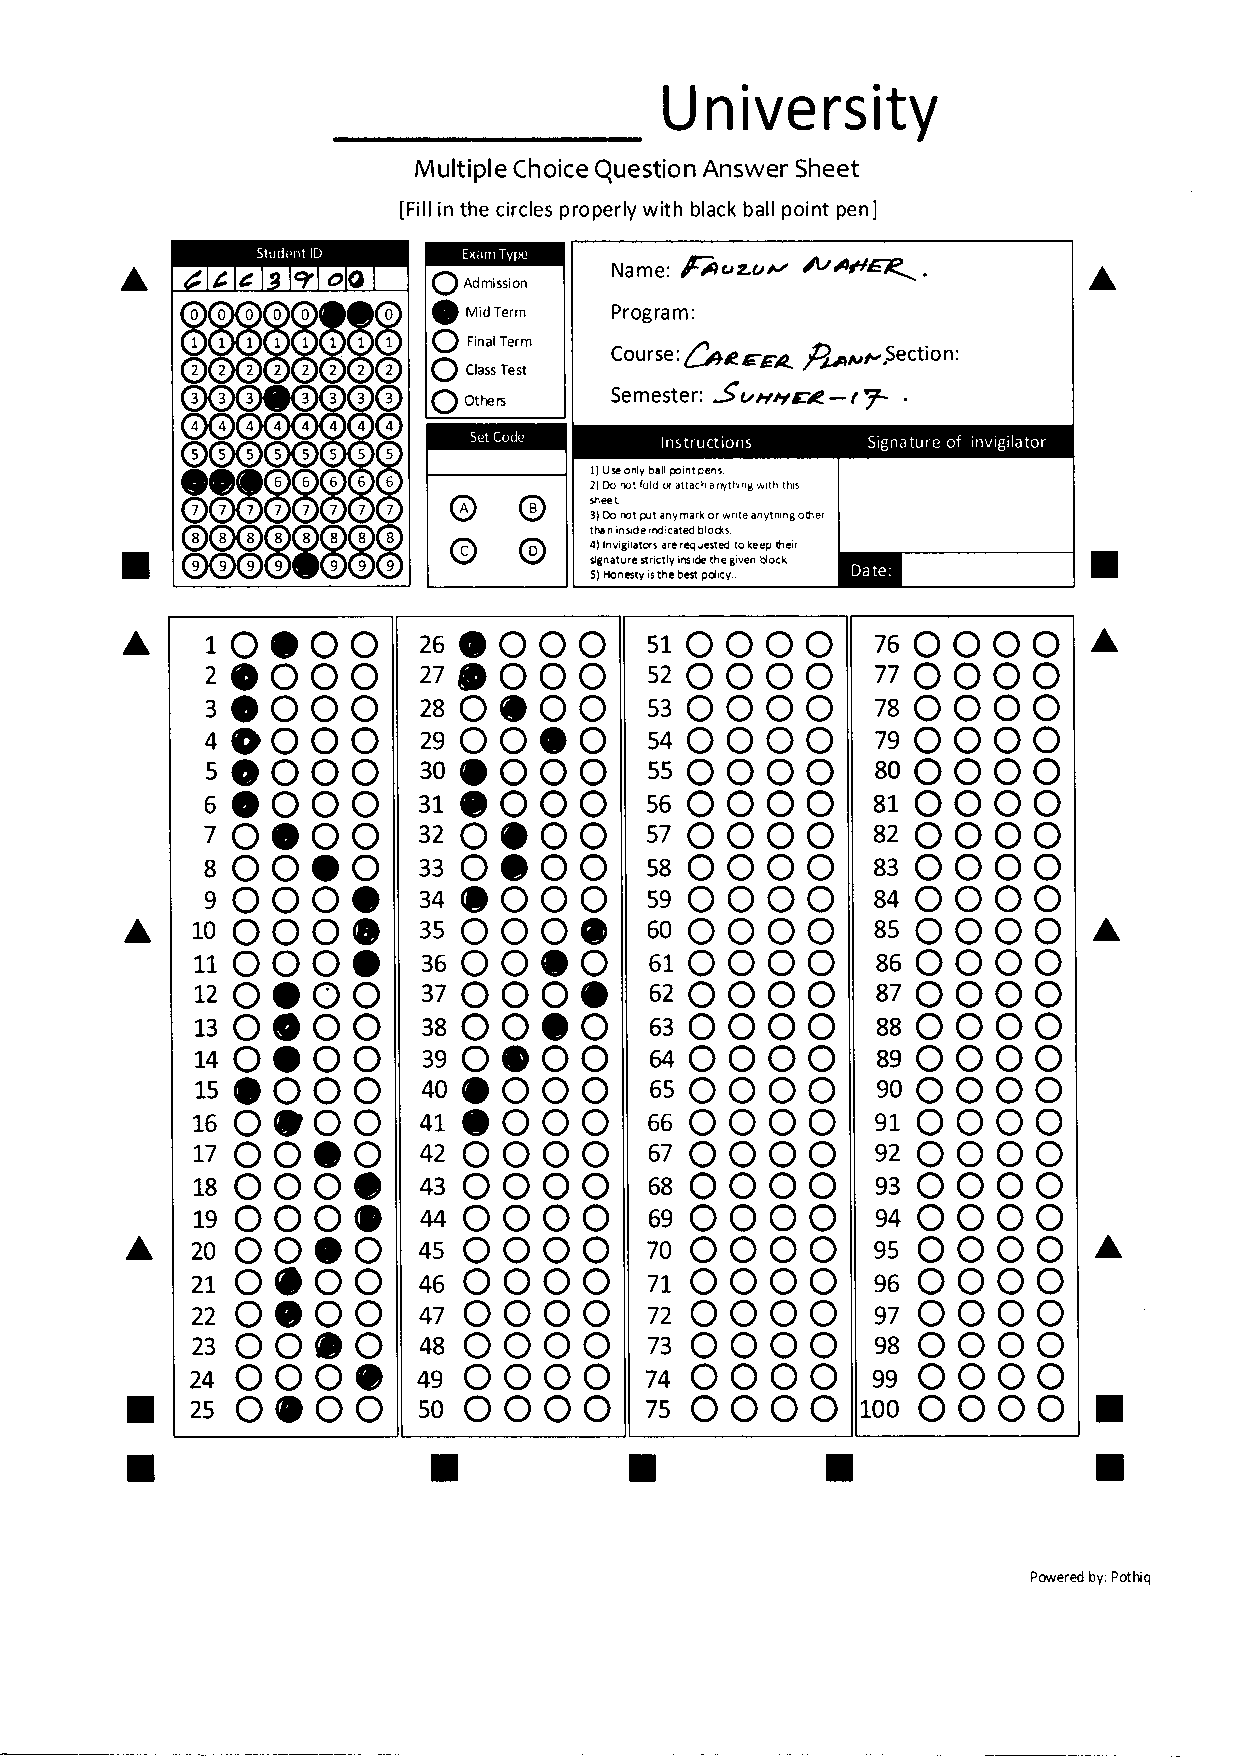 University
Multiple Choice Question Answer Sheet
[Fill in the circles properly with black ball point pen]
Student ID
6 6 6 3 9 0 0
0 0 0 0 0 0
1 1 1 1 1 1 1 1
2 2 2 2 2 2 2 2
3 3 3 3 3 3 3
4 4 4 4 4 4 4 4
5 5 5 5 5 5 5 5
6 6 6 6 6
7 7 7 7 7 7 7 7
8 8 8 8 8 8 8 8
9 9 9 9 9 9 9
Exam Type
Admission
Mid Term
Final Term
Class Test
Others
Set Code
A B
C D
Name: FAUZUN NAHER.
Program:
Course: CAREER PLANN Section:
Semester: SUMMER-17.
Instructions Signature of invigilator
1) Use only ball point pens.
2) Do not fold or attach anything with this
sheet.
3) Do not put any mark or write anything other
than inside indicated blocks.
4) Invigilators are requested to keep their
signature strictly inside the given block
5) Honesty is the best policy..
Date:
1 26 51 76
2 27 52 77
3 28 53 78
4 29 54 79
5 30 55 80
6 31 56 81
7 32 57 82
8 33 58 83
9 34 59 84
10 35 60 85
11 36 61 86
12 37 62 87
13 38 63 88
14 39 64 89
15 40 65 90
16 41 66 91
17 42 67 92
18 43 68 93
19 44 69 94
20 45 70 95
21 46 71 96
22 47 72 97
23 48 73 98
24 49 74 99
25 50 75 100
Powered by: Pothiq